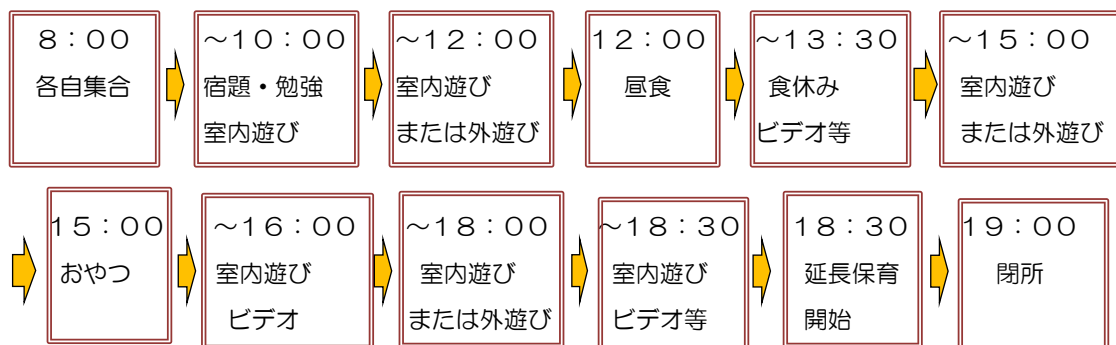 8：00
各自集合
～10：00
宿題・勉強
室内遊び
～12：00
室内遊び
または外遊び
12：00
昼食
～13：30
食休み
ビデオ等
～15：00
室内遊び
または外遊び
15：00
おやつ
～16：00
室内遊び
ビデオ
～18：00
室内遊び
または外遊び
～18：30
室内遊び
ビデオ等
18：30
延長保育
開始
19：00
閉所